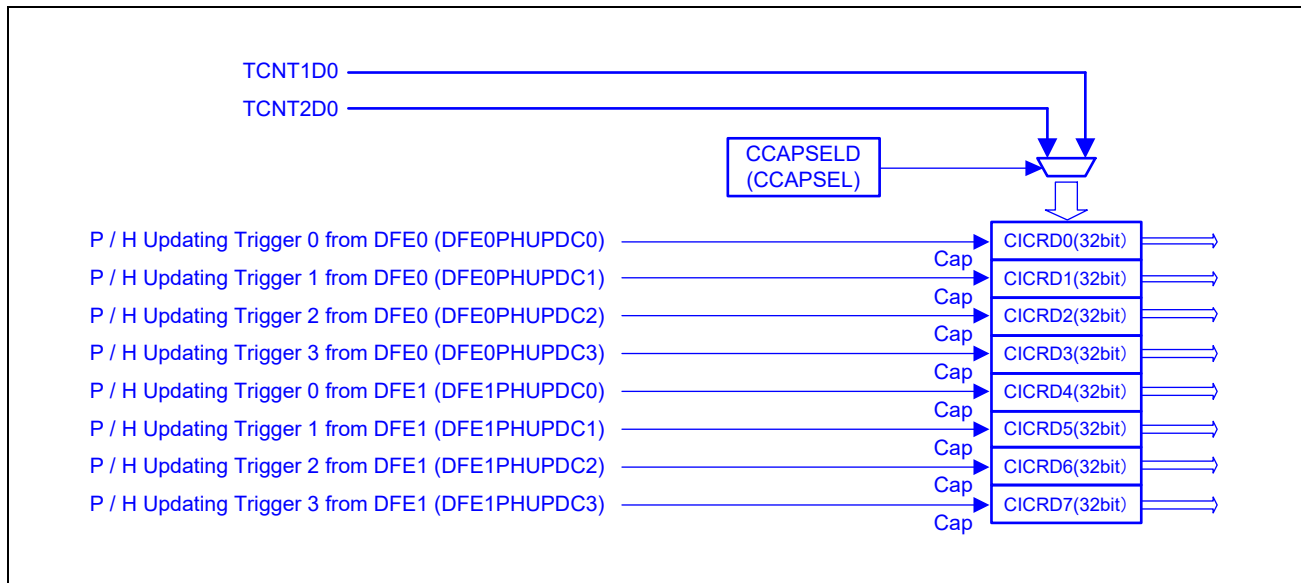 TCNT1D0
TCNT2D0
CCAPSELD
(CCAPSEL)
P / H Updating Trigger 0 from DFE0 (DFE0PHUPDC0)
Cap
CICRD0(32bit)
P / H Updating Trigger 1 from DFE0 (DFE0PHUPDC1)
Cap
CICRD1(32bit)
P / H Updating Trigger 2 from DFE0 (DFE0PHUPDC2)
Cap
CICRD2(32bit)
P / H Updating Trigger 3 from DFE0 (DFE0PHUPDC3)
Cap
CICRD3(32bit)
P / H Updating Trigger 0 from DFE1 (DFE1PHUPDC0)
Cap
CICRD4(32bit)
P / H Updating Trigger 1 from DFE1 (DFE1PHUPDC1)
Cap
CICRD5(32bit)
P / H Updating Trigger 2 from DFE1 (DFE1PHUPDC2)
Cap
CICRD6(32bit)
P / H Updating Trigger 3 from DFE1 (DFE1PHUPDC3)
Cap
CICRD7(32bit)